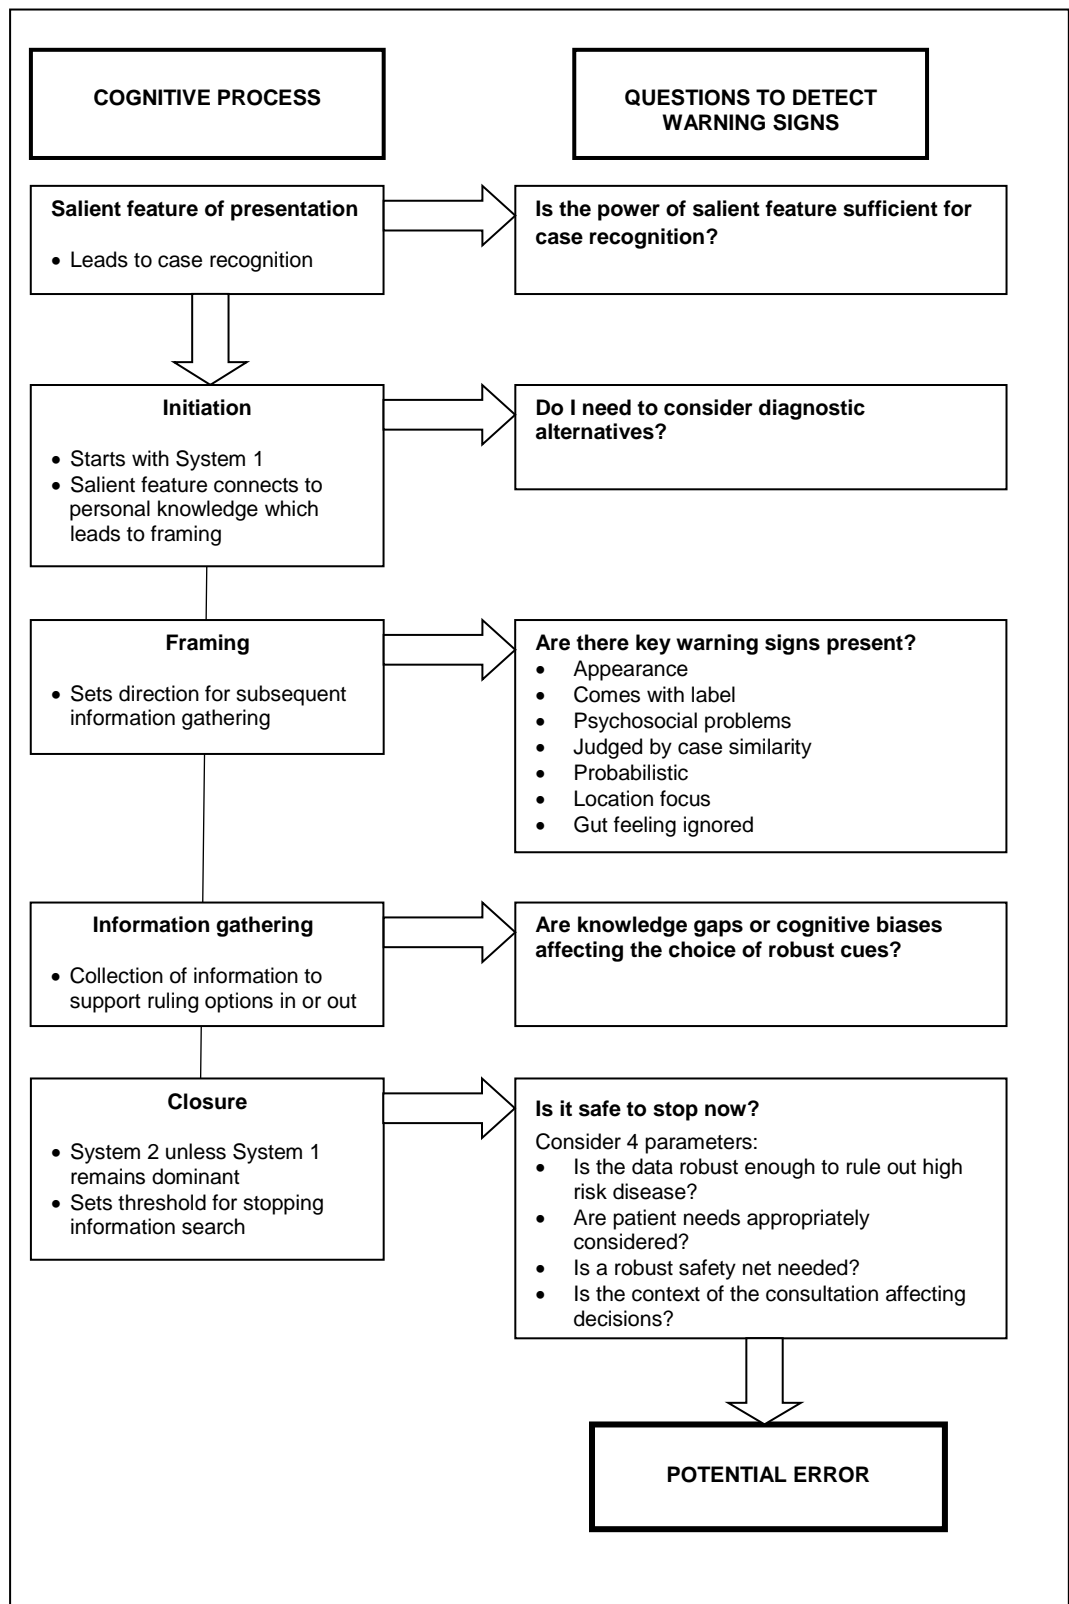 COGNITIVE PROCESS
QUESTIONS TO DETECT
WARNING SIGNS
Salient feature of presentation
• Leads to case recognition
Is the power of salient feature sufficient for
case recognition?
Initiation
• Starts with System 1
• Salient feature connects to
personal knowledge which
leads to framing
Do I need to consider diagnostic
alternatives?
Framing
• Sets direction for subsequent
information gathering
Are there key warning signs present?
• Appearance
• Comes with label
• Psychosocial problems
• Judged by case similarity
• Probabilistic
• Location focus
• Gut feeling ignored
Information gathering
• Collection of information to
support ruling options in or out
Are knowledge gaps or cognitive biases
affecting the choice of robust cues?
Closure
• System 2 unless System 1
remains dominant
• Sets threshold for stopping
information search
Is it safe to stop now?
Consider 4 parameters:
• Is the data robust enough to rule out high
risk disease?
• Are patient needs appropriately
considered?
• Is a robust safety net needed?
• Is the context of the consultation affecting
decisions?
POTENTIAL ERROR